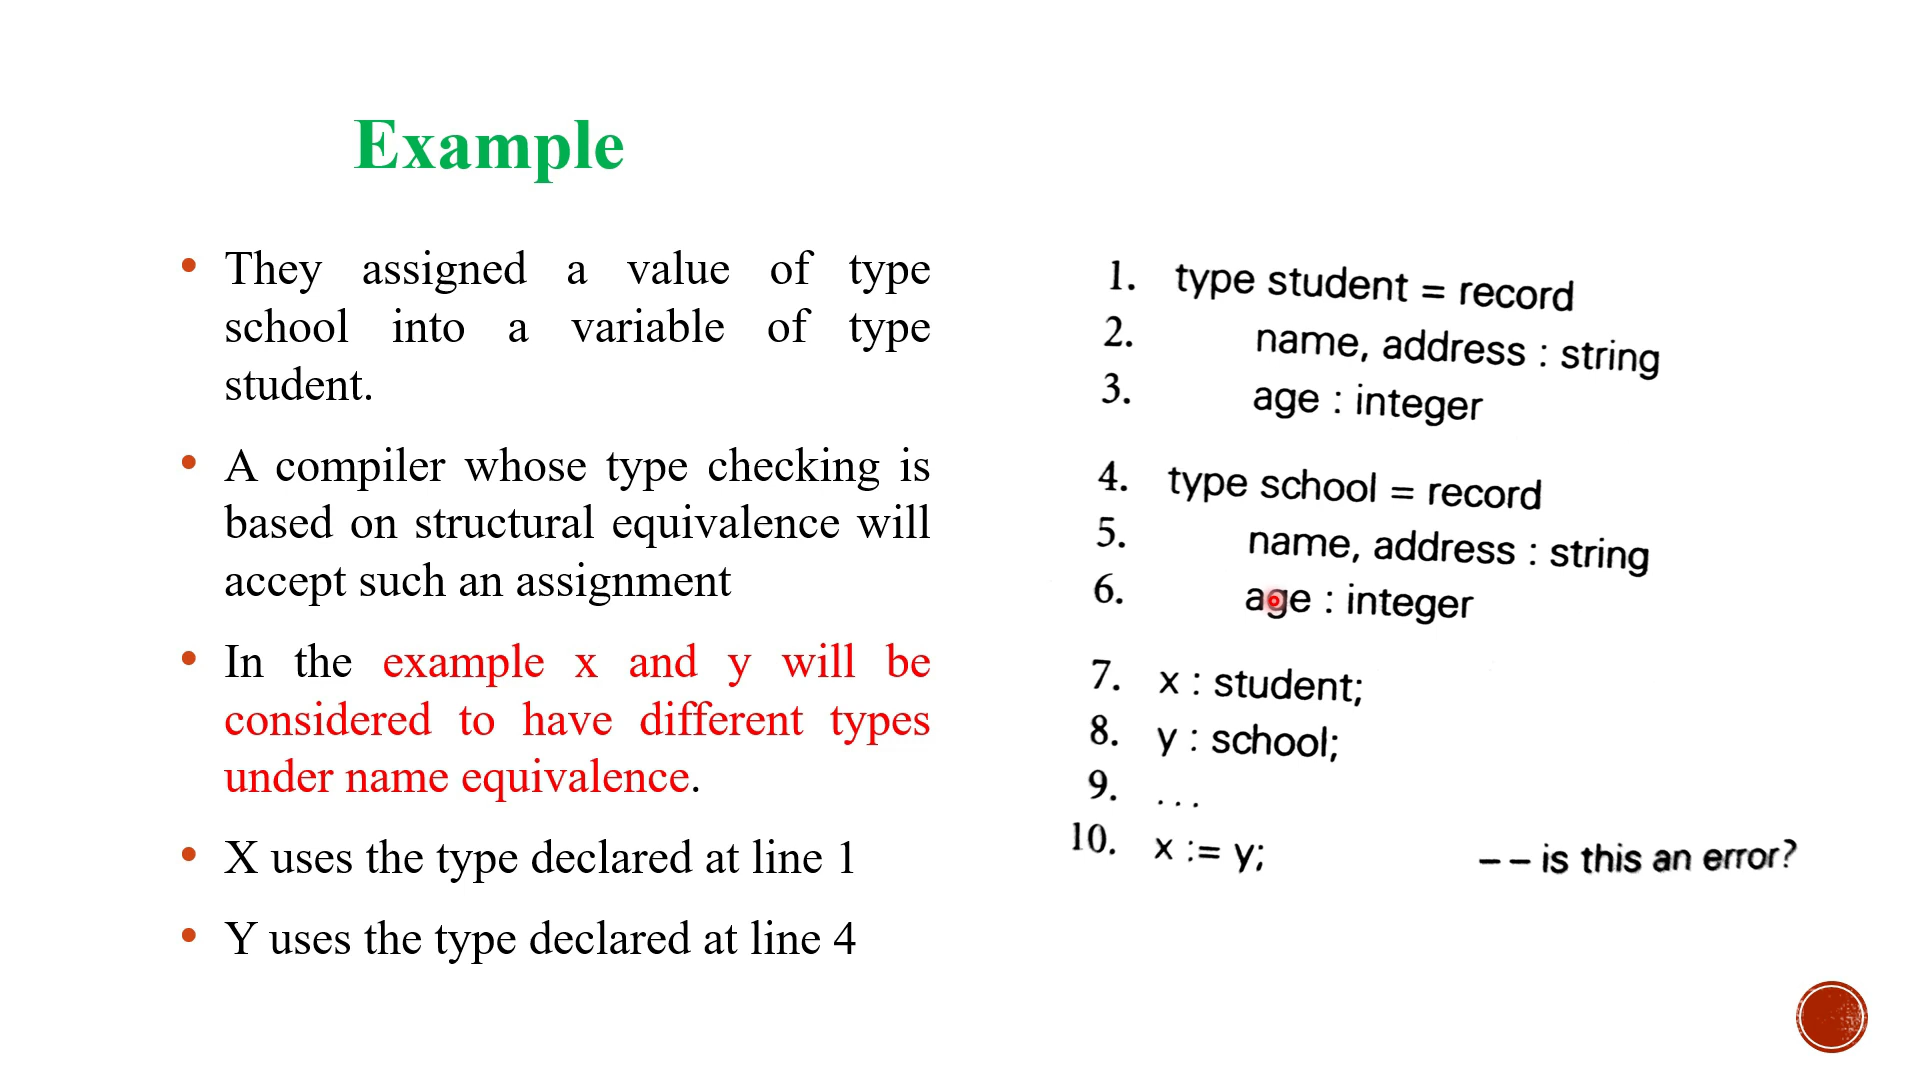 Example
• They assigned a value of type
school into a variable of type
student.
• A compiler whose type checking is
based on structural equivalence will
accept such an assignment
• In the example x and y will be
considered to have different types
under name equivalence.
• X uses the type declared at line 1
• Y uses the type declared at line 4
1. type student = record
2. name, address : string
3. age : integer
4. type school = record
5. name, address : string
6. age : integer
7. x : student;
8. y : school;
9. . . .
10. x := y; – – is this an error?